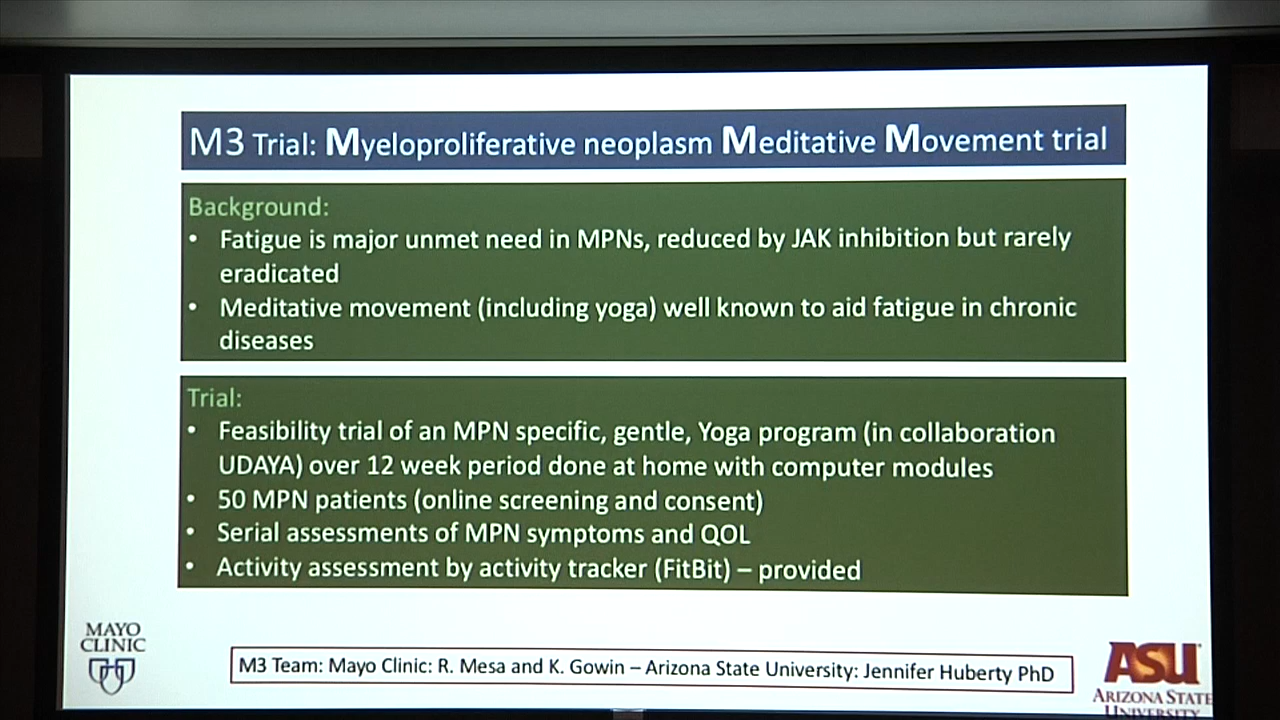 M3 Trial: Myeloproliferative neoplasm Meditative Movement trial
Background:
• Fatigue is major unmet need in MPNs, reduced by JAK inhibition but rarely
eradicated
• Meditative movement (including yoga) well known to aid fatigue in chronic
diseases
Trial:
• Feasibility trial of an MPN specific, gentle, Yoga program (in collaboration
UDAYA) over 12 week period done at home with computer modules
• 50 MPN patients (online screening and consent)
• Serial assessments of MPN symptoms and QOL
• Activity assessment by activity tracker (FitBit) – provided
MAYO
CLINIC
M3 Team: Mayo Clinic: R. Mesa and K. Gowin – Arizona State University: Jennifer Huberty PhD
ASU
ARIZONA STATE
UNIVERSITY